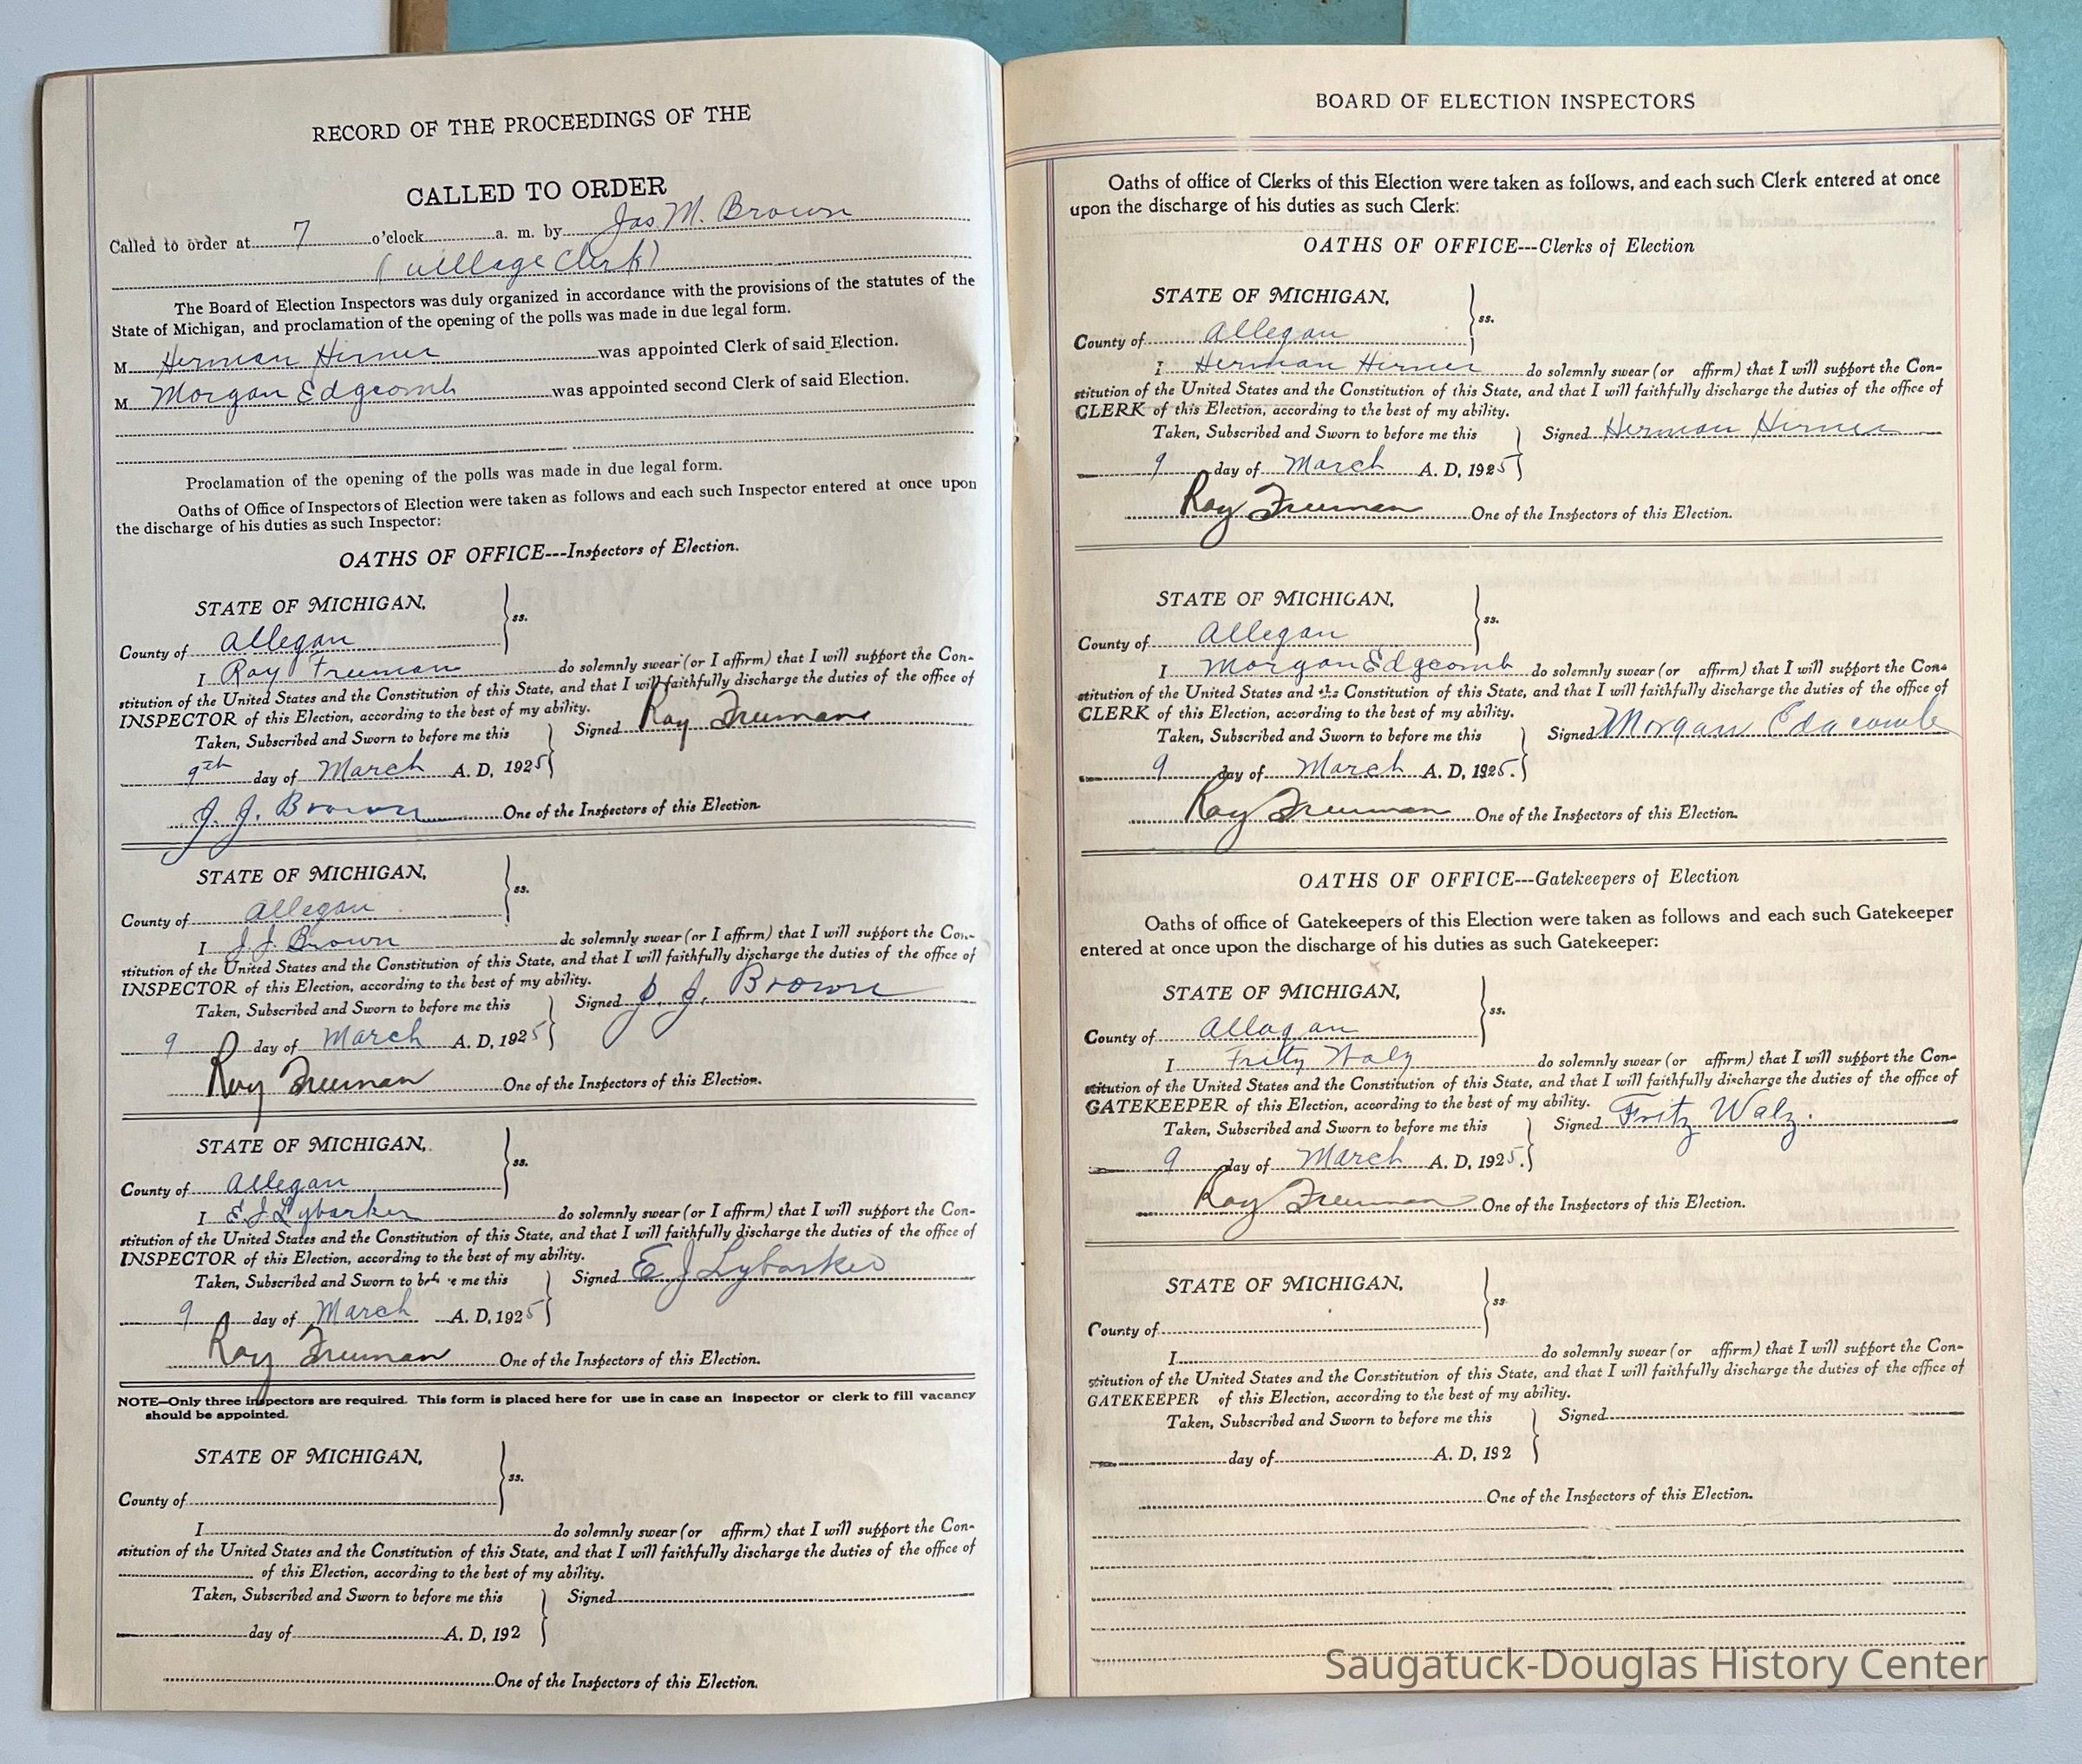 RECORD OF THE PROCEEDINGS OF THE
CALLED TO ORDER
Called to order at 7 o'clock a. m. by Jas M. Brown
(village Clerk)
The Board of Election Inspectors was duly organized in accordance with the provisions of the statutes of the
State of Michigan, and proclamation of the opening of the polls was made in due legal form.
M Herman Hirner was appointed Clerk of said Election.
M Morgan Edgcomb was appointed second Clerk of said Election.
Proclamation of the opening of the polls was made in due legal form.
Oaths of Office of Inspectors of Election were taken as follows and each such Inspector entered at once upon
the discharge of his duties as such Inspector:
OATHS OF OFFICE---Inspectors of Election.
STATE OF MICHIGAN,
ss.
County of Allegan
I Roy Freeman do solemnly swear (or I affirm) that I will support the Con-
stitution of the United States and the Constitution of this State, and that I will faithfully discharge the duties of the office of
INSPECTOR of this Election, according to the best of my ability.
Taken, Subscribed and Sworn to before me this Signed Roy Freeman
9th day of March A. D, 1925
J. J. Brown One of the Inspectors of this Election.
STATE OF MICHIGAN,
ss.
County of Allegan
I J. J. Brown do solemnly swear (or I affirm) that I will support the Con-
stitution of the United States and the Constitution of this State, and that I will faithfully discharge the duties of the office of
INSPECTOR of this Election, according to the best of my ability.
Taken, Subscribed and Sworn to before me this Signed J. J. Brown
9 day of March A. D, 1925
Roy Freeman One of the Inspectors of this Election.
STATE OF MICHIGAN,
ss.
County of Allegan
I E J Lybarker do solemnly swear (or I affirm) that I will support the Con-
stitution of the United States and the Constitution of this State, and that I will faithfully discharge the duties of the office of
INSPECTOR of this Election, according to the best of my ability.
Taken, Subscribed and Sworn to before me this Signed E J Lybarker
9 day of March A. D, 1925
Roy Freeman One of the Inspectors of this Election.
NOTE—Only three inspectors are required. This form is placed here for use in case an inspector or clerk to fill vacancy
should be appointed.
STATE OF MICHIGAN,
ss.
County of
I do solemnly swear (or affirm) that I will support the Con-
stitution of the United States and the Constitution of this State, and that I will faithfully discharge the duties of the office of
of this Election, according to the best of my ability.
Taken, Subscribed and Sworn to before me this Signed
day of A. D, 192
One of the Inspectors of this Election.
BOARD OF ELECTION INSPECTORS
Oaths of office of Clerks of this Election were taken as follows, and each such Clerk entered at once
upon the discharge of his duties as such Clerk:
OATHS OF OFFICE---Clerks of Election
STATE OF MICHIGAN,
ss.
County of Allegan
I Herman Hirner do solemnly swear (or affirm) that I will support the Con-
stitution of the United States and the Constitution of this State, and that I will faithfully discharge the duties of the office of
CLERK of this Election, according to the best of my ability.
Taken, Subscribed and Sworn to before me this Signed Herman Hirner
9 day of March A. D, 1925
Roy Freeman One of the Inspectors of this Election.
STATE OF MICHIGAN,
ss.
County of Allegan
I Morgan Edgcomb do solemnly swear (or affirm) that I will support the Con-
stitution of the United States and the Constitution of this State, and that I will faithfully discharge the duties of the office of
CLERK of this Election, according to the best of my ability.
Taken, Subscribed and Sworn to before me this Signed Morgan Edgcomb
9 day of March A. D, 1925.
Roy Freeman One of the Inspectors of this Election.
OATHS OF OFFICE---Gatekeepers of Election
Oaths of office of Gatekeepers of this Election were taken as follows and each such Gatekeeper
entered at once upon the discharge of his duties as such Gatekeeper:
STATE OF MICHIGAN,
ss.
County of Allagan
I Fritz Walz do solemnly swear (or affirm) that I will support the Con-
stitution of the United States and the Constitution of this State, and that I will faithfully discharge the duties of the office of
GATEKEEPER of this Election, according to the best of my ability.
Taken, Subscribed and Sworn to before me this Signed Fritz Walz.
9 day of March A. D, 1925.
Roy Freeman One of the Inspectors of this Election.
STATE OF MICHIGAN,
ss.
County of
I do solemnly swear (or affirm) that I will support the Con-
stitution of the United States and the Constitution of this State, and that I will faithfully discharge the duties of the office of
GATEKEEPER of this Election, according to the best of my ability.
Taken, Subscribed and Sworn to before me this Signed
day of A. D, 192
One of the Inspectors of this Election.
Saugatuck-Douglas History Center